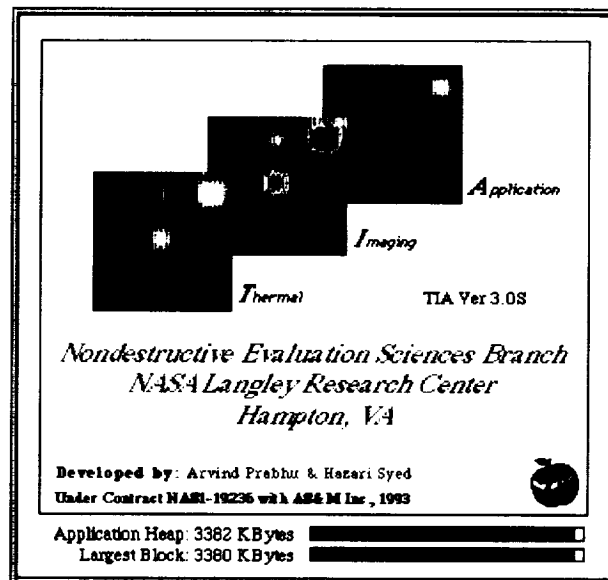 Application
Imaging
Thermal
TIA Ver 3.0S
Nondestructive Evaluation Sciences Branch
NASA Langley Research Center
Hampton, VA
Developed by: Arvind Prabhu & Hazari Syed
Under Contract NAS1-19236 with AS&M Inc., 1993
Application Heap: 3382 KBytes
Largest Block: 3380 KBytes